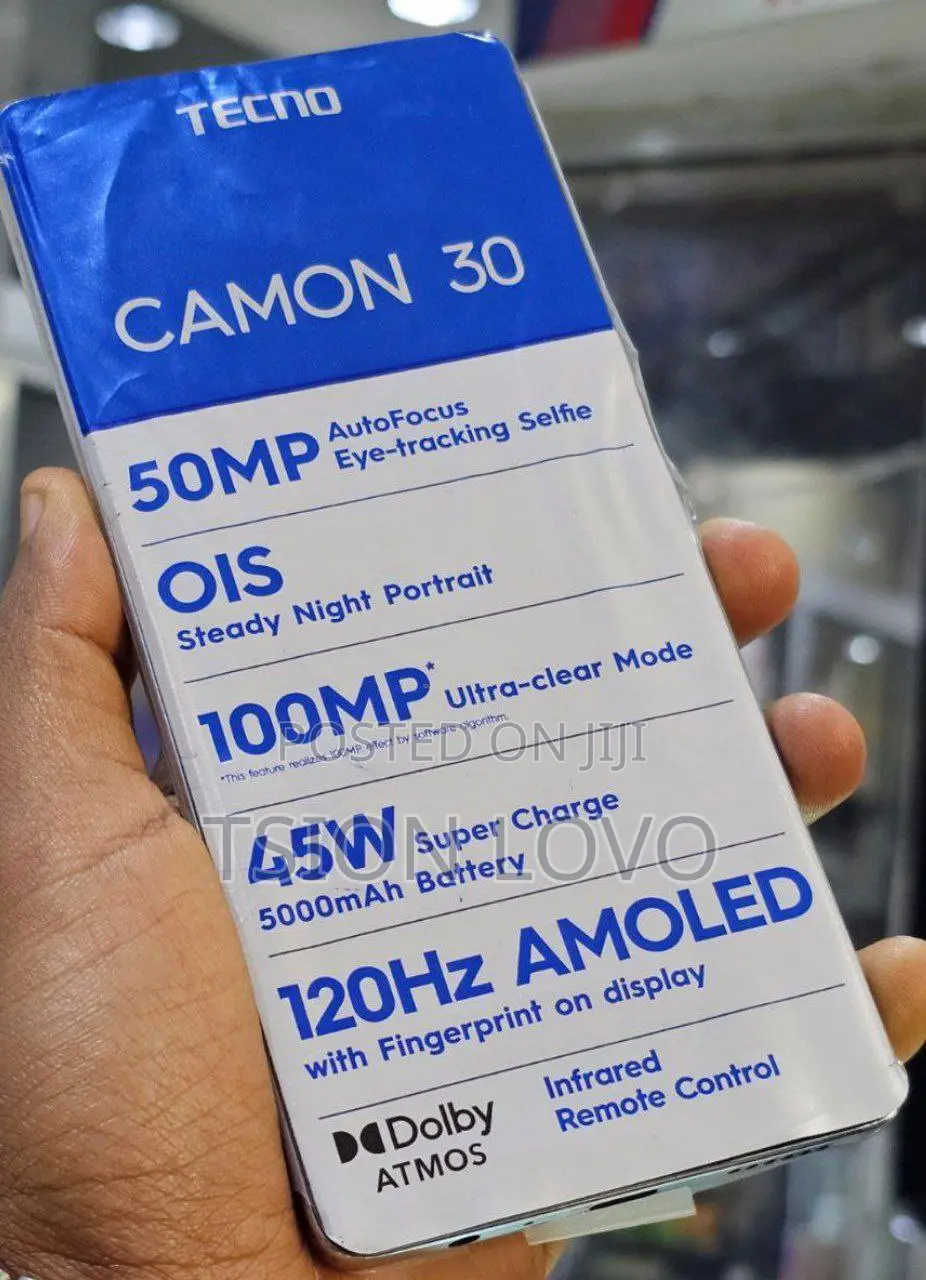 TECNO
CAMON 30
50MP AutoFocus
Eye-tracking Selfie
OIS
Steady Night Portrait
100MP* Ultra-clear Mode
*This feature realizes 100MP effect by software algorithm.
POSTED ON JIJI
TSION LOVO
45W Super Charge
5000mAh Battery
120Hz AMOLED
with Fingerprint on display
Dolby
ATMOS
Infrared
Remote Control